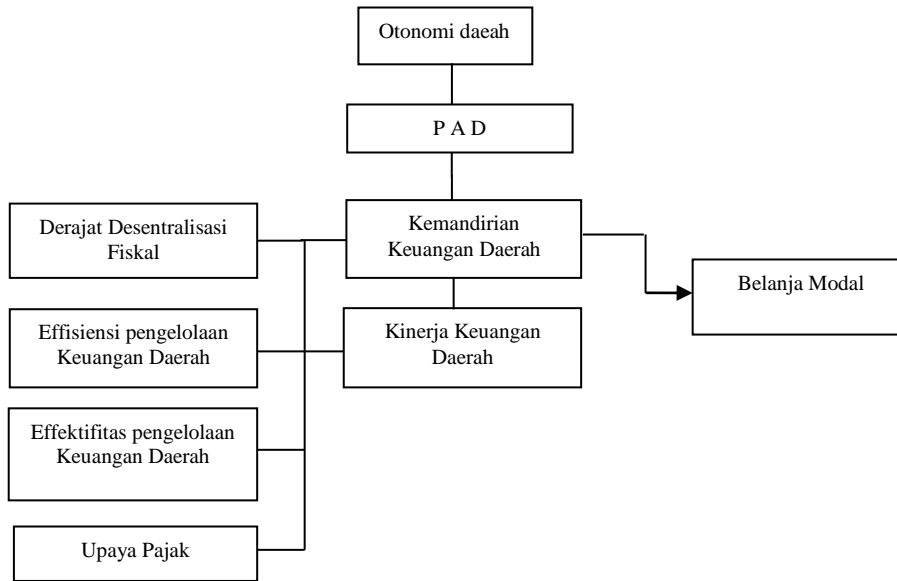 Otonomi daeah
P A D
Derajat Desentralisasi
Fiskal
Kemandirian
Keuangan Daerah
Belanja Modal
Effisiensi pengelolaan
Keuangan Daerah
Kinerja Keuangan
Daerah
Effektifitas pengelolaan
Keuangan Daerah
Upaya Pajak